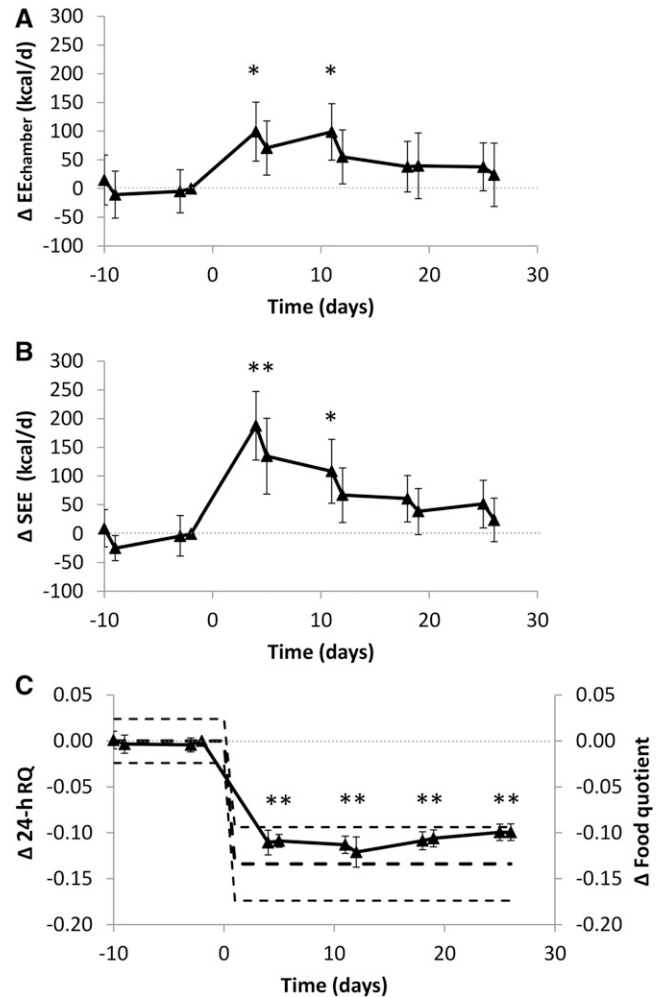 A
Δ EEchamber (kcal/d)
300
250
200
150
100
50
0
-50
-100
* *
-10 0 10 20 30
Time (days)
B
Δ SEE (kcal/d)
300
250
200
150
100
50
0
-50
-100
** *
-10 0 10 20 30
Time (days)
C
Δ 24-h RQ
0.05
0.00
-0.05
-0.10
-0.15
-0.20
** ** ** **
0.05
0.00
-0.05
-0.10
-0.15
-0.20
Δ Food quotient
-10 0 10 20 30
Time (days)